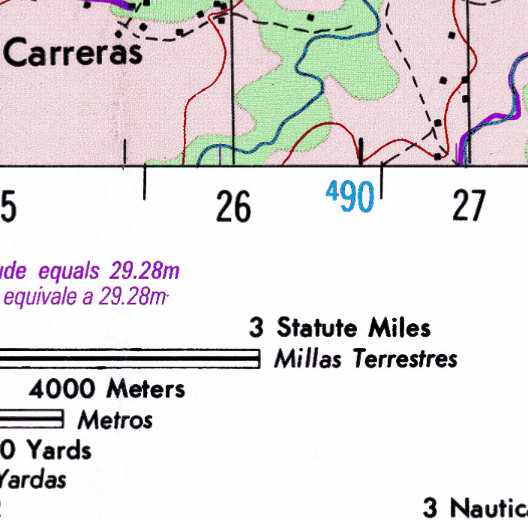 Carreras
5 26 490 27
ude equals 29.28m
equivale a 29.28m
3 Statute Miles
Millas Terrestres
4000 Meters
Metros
0 Yards
Yardas
3 Nautic